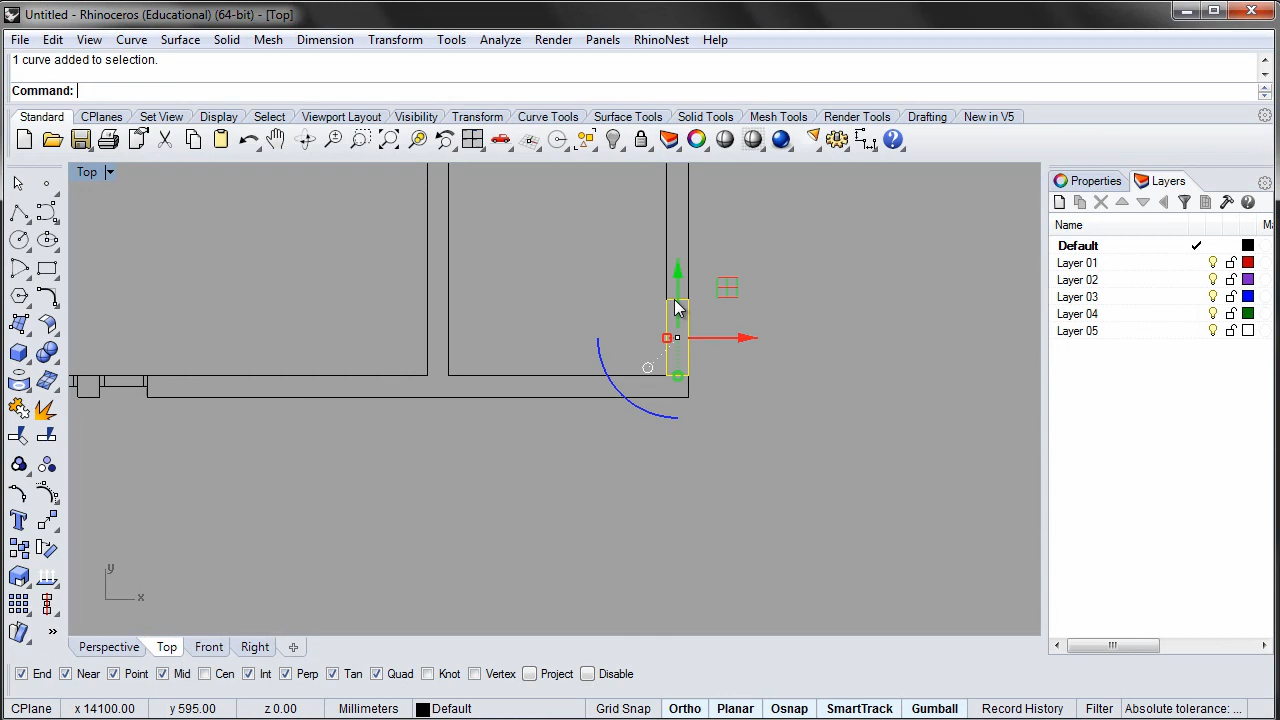 Untitled - Rhinoceros (Educational) (64-bit) - [Top]
File Edit View Curve Surface Solid Mesh Dimension Transform Tools Analyze Render Panels RhinoNest Help
1 curve added to selection.
Command:
Standard CPlanes Set View Display Select Viewport Layout Visibility Transform Curve Tools Surface Tools Solid Tools Mesh Tools Render Tools Drafting New in V5
Top
Properties Layers
Name
Default
Layer 01
Layer 02
Layer 03
Layer 04
Layer 05
y
x
Perspective Top Front Right
End Near Point Mid Cen Int Perp Tan Quad Knot Vertex Project Disable
CPlane x 14100.00 y 595.00 z 0.00 Millimeters Default Grid Snap Ortho Planar Osnap SmartTrack Gumball Record History Filter Absolute tolerance: ...